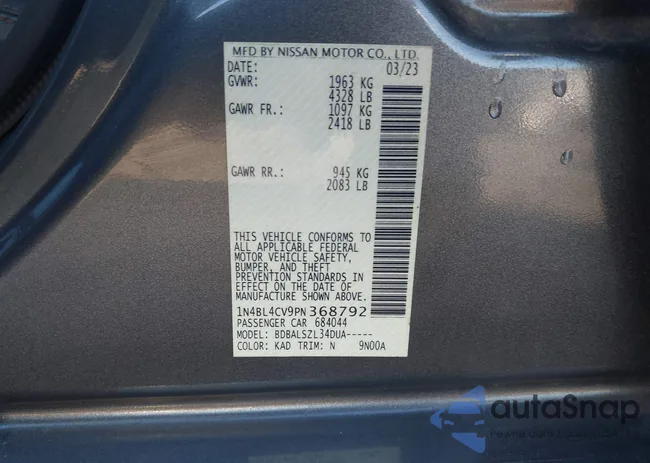 MFD BY NISSAN MOTOR CO., LTD.
DATE: 03/23
GVWR: 1963 KG
4328 LB
GAWR FR.: 1097 KG
2418 LB
GAWR RR.: 945 KG
2083 LB
THIS VEHICLE CONFORMS TO
ALL APPLICABLE FEDERAL
MOTOR VEHICLE SAFETY,
BUMPER, AND THEFT
PREVENTION STANDARDS IN
EFFECT ON THE DATE OF
MANUFACTURE SHOWN ABOVE.
1N4BL4CV9PN368792
PASSENGER CAR 684044
MODEL: BDBALSZL34DUA-----
COLOR: KAD TRIM: N 9N00A
autaSnap